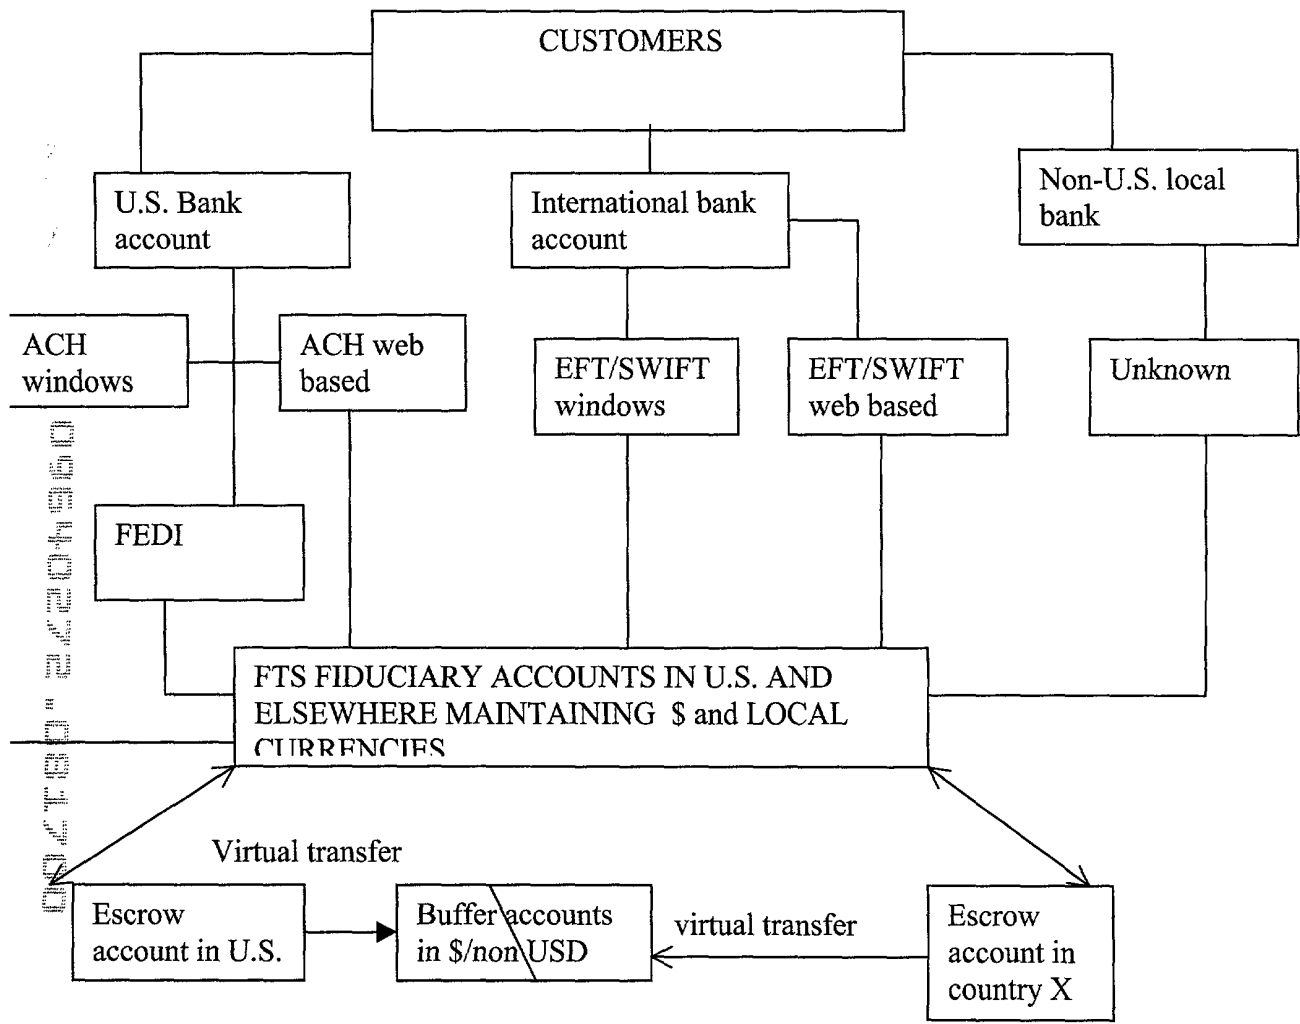 CUSTOMERS
U.S. Bank
account
International bank
account
Non-U.S. local
bank
ACH
windows
ACH web
based
EFT/SWIFT
windows
EFT/SWIFT
web based
Unknown
FEDI
FTS FIDUCIARY ACCOUNTS IN U.S. AND
ELSEWHERE MAINTAINING $ and LOCAL
CURRENCIES
Virtual transfer
Escrow
account in U.S.
Buffer accounts
in $/non USD
virtual transfer
Escrow
account in
country X